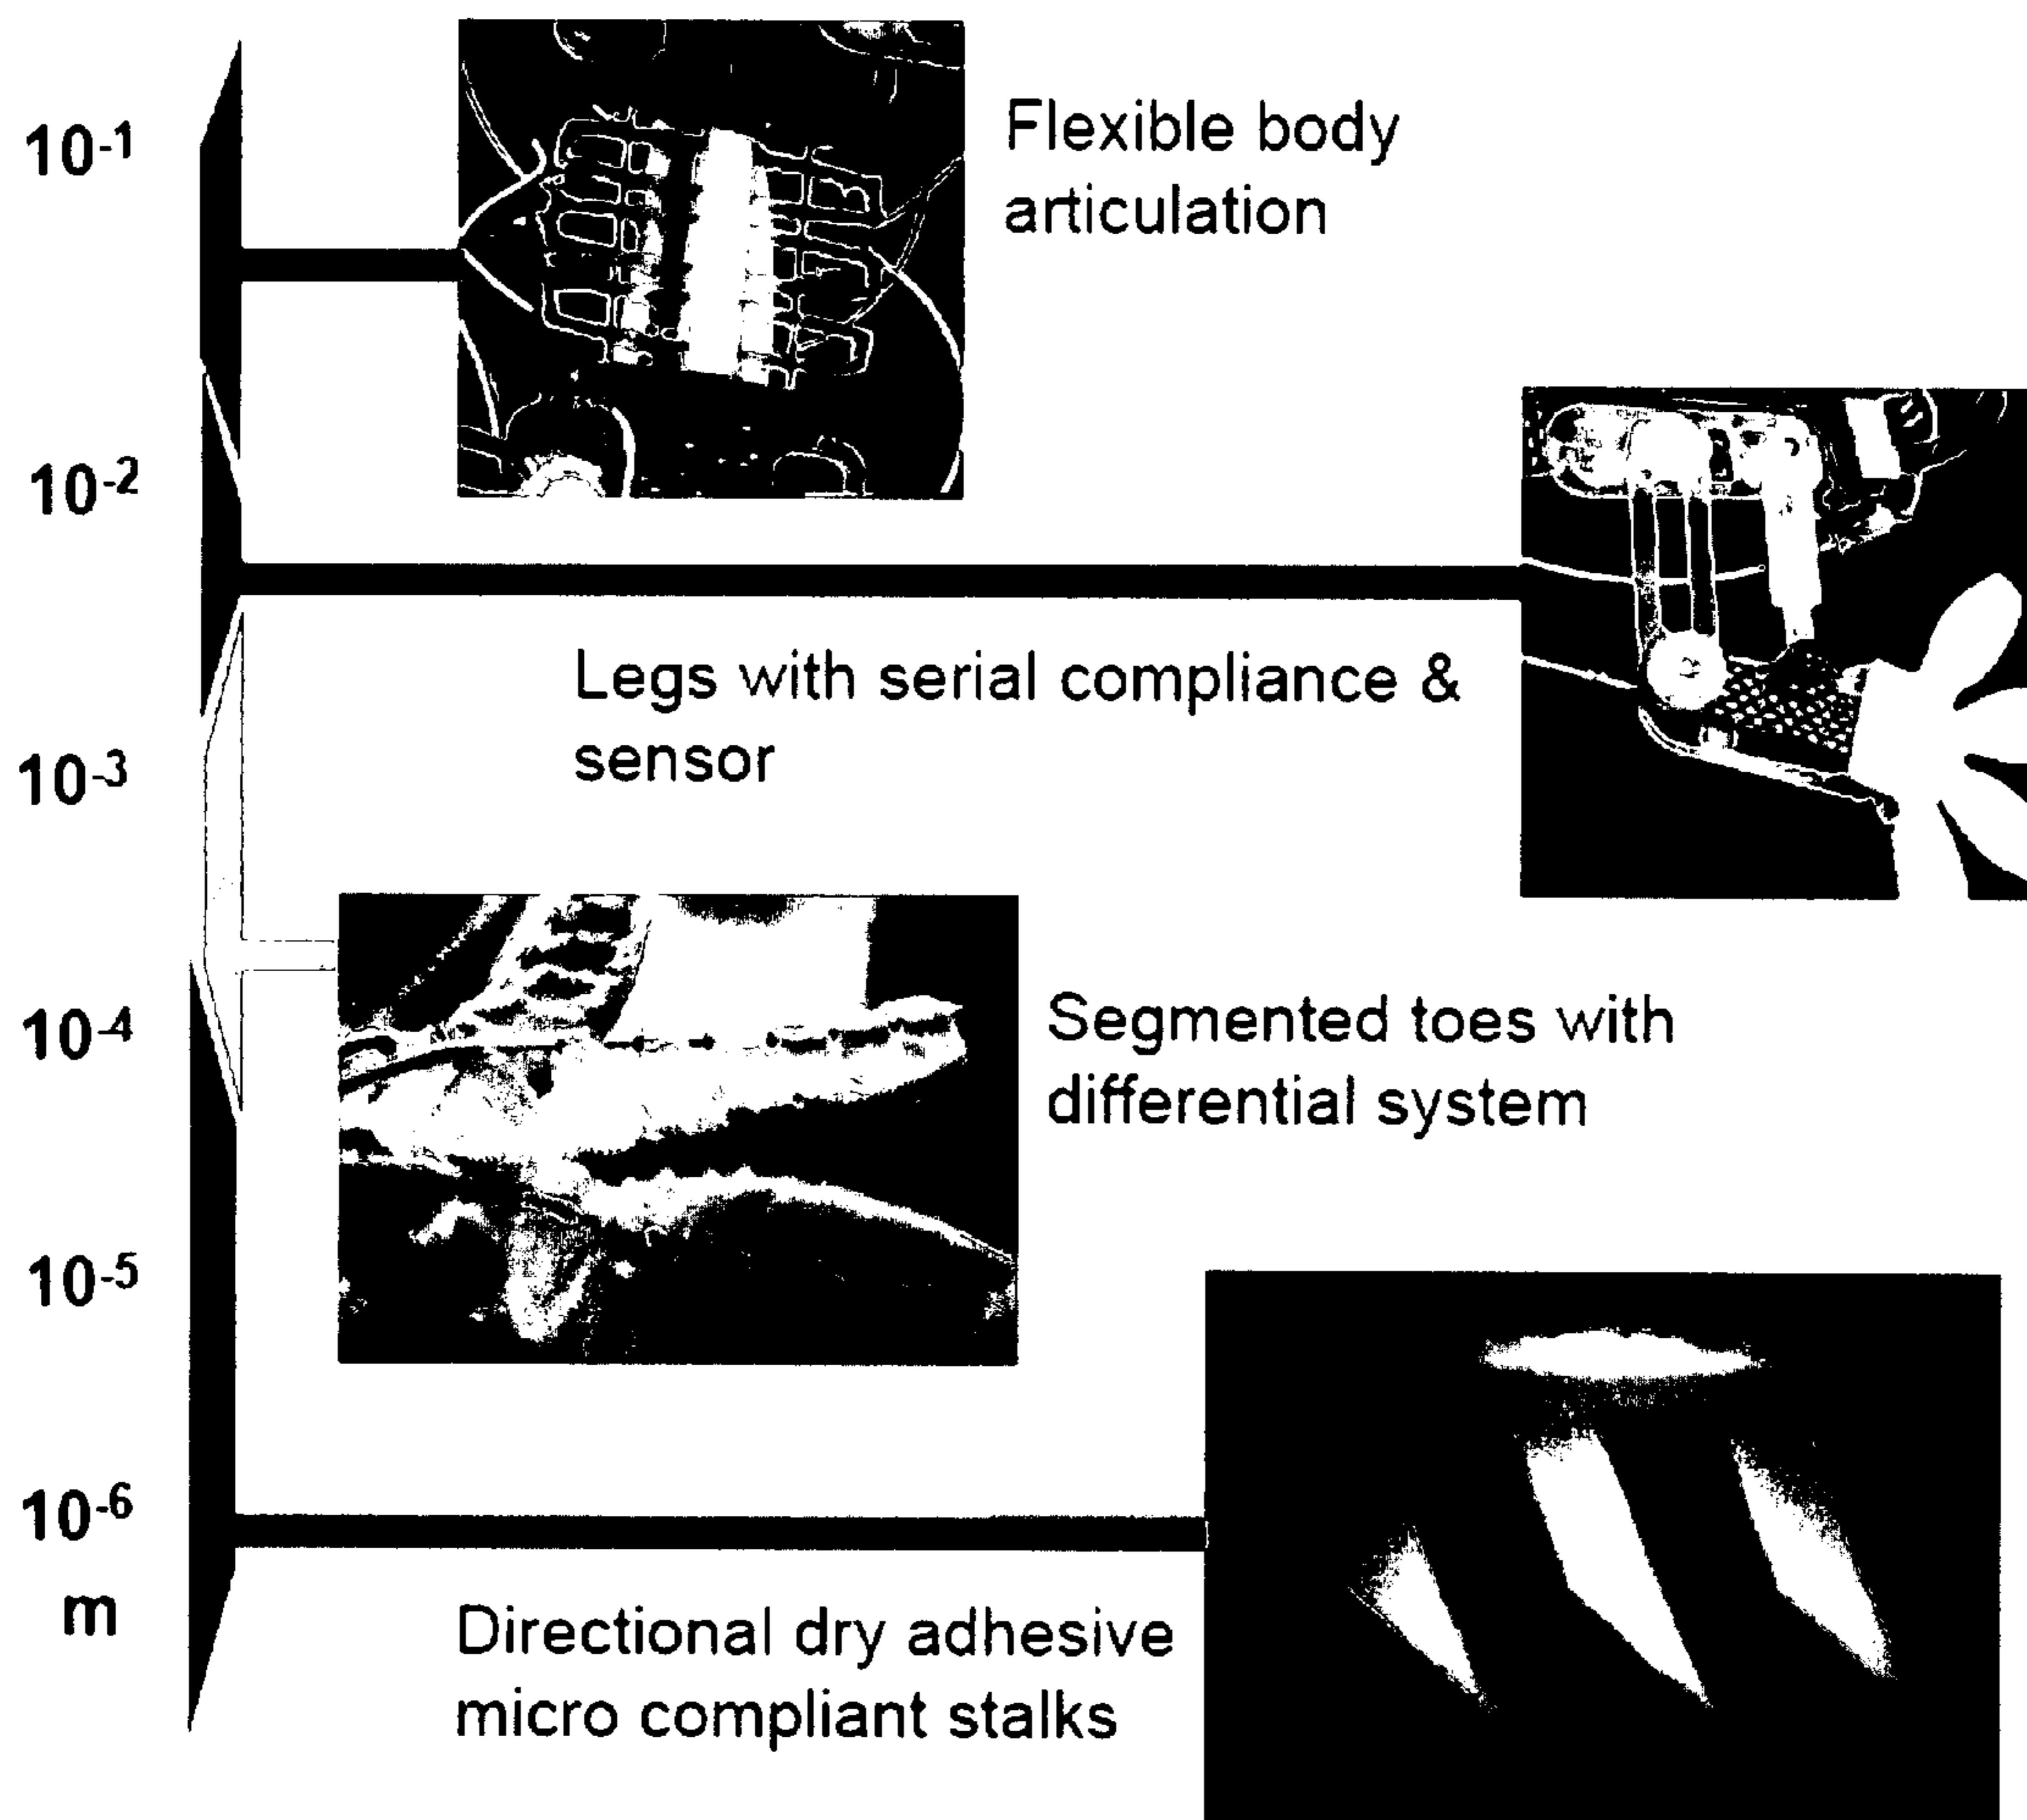 10-1
Flexible body
articulation
10-2
Legs with serial compliance &
sensor
10-3
10-4
Segmented toes with
differential system
10-5
10-6
m
Directional dry adhesive
micro compliant stalks